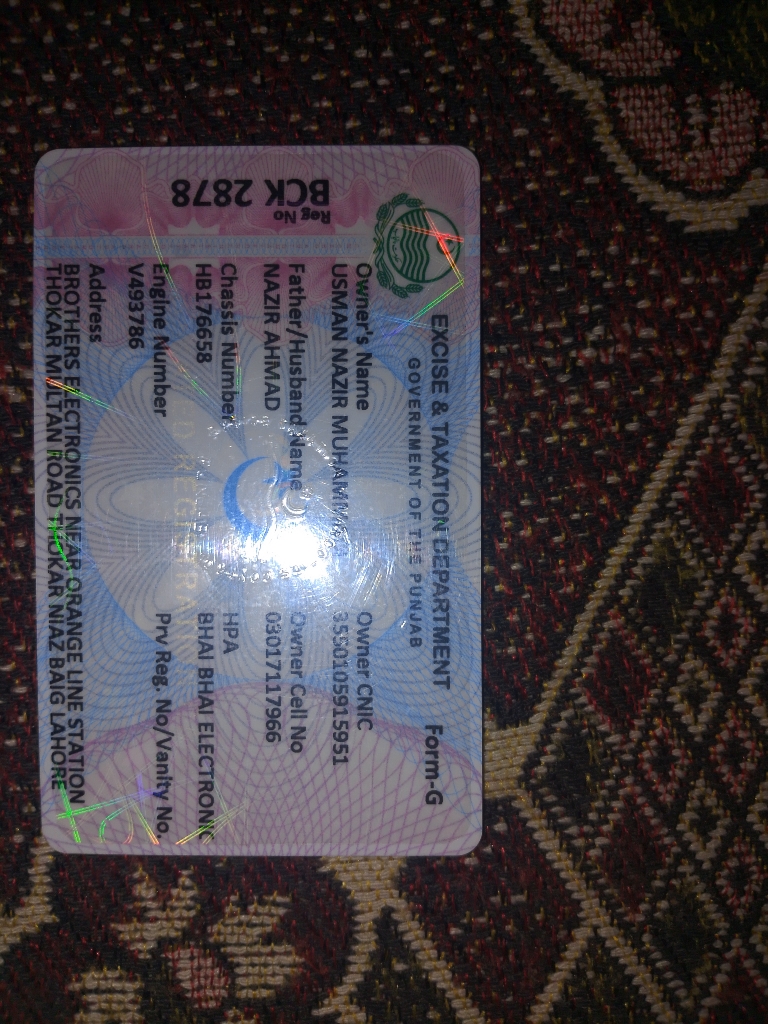 EXCISE & TAXATION DEPARTMENT
GOVERNMENT OF THE PUNJAB
Form-G
Reg No
BCK 2878
Owner's Name
USMAN NAZIR
Owner CNIC
3530105915951
Father/Husband Name
NAZIR AHMAD
Owner Cell No
03017117966
Chassis Number
HB176658
HPA
BHAI BHAI ELECTRONIC
Engine Number
V493786
Prv Reg. No/Vanity No.
Address
BROTHERS ELECTRONICS NEAR ORANGE LINE STATION
THOKAR MULTAN ROAD THOKAR NIAZ BAIG LAHORE